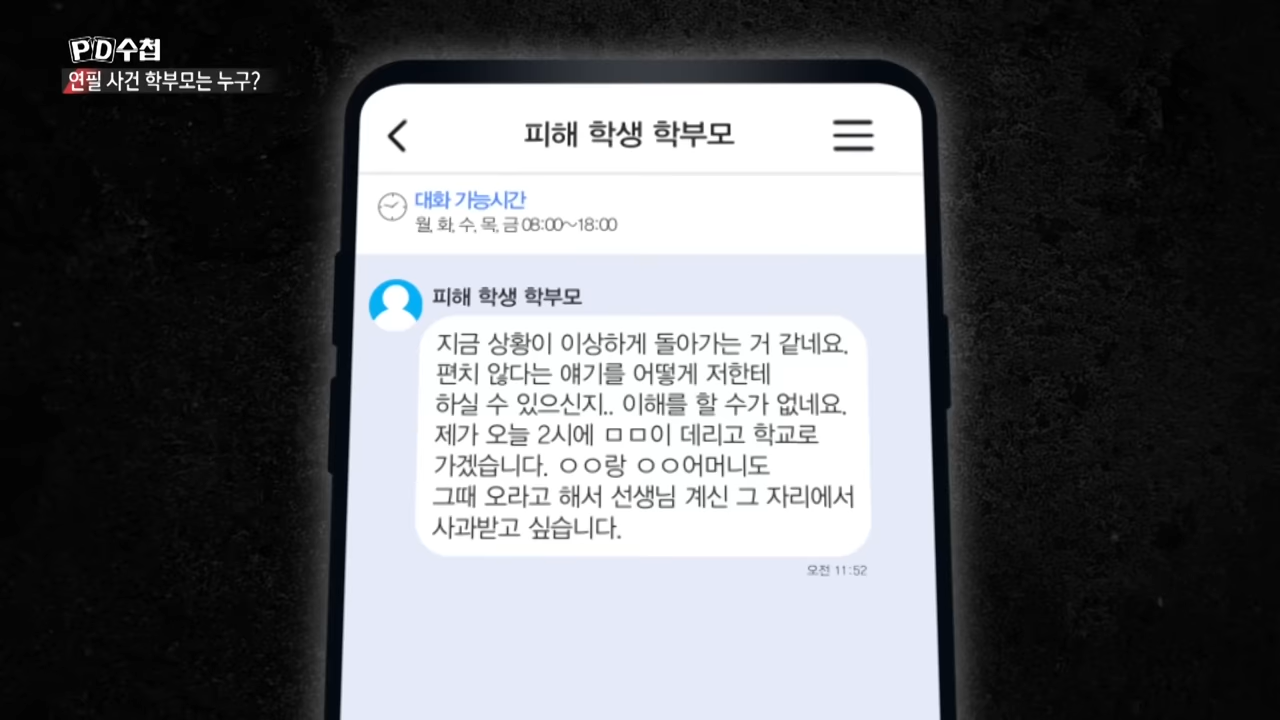 PD수첩
연필 사건 학부모는 누구?
피해 학생 학부모
대화 가능시간
월, 화, 수, 목, 금 08:00~18:00
피해 학생 학부모
지금 상황이 이상하게 돌아가는 거 같네요.
편치 않다는 얘기를 어떻게 저한테
하실 수 있으신지.. 이해를 할 수가 없네요.
제가 오늘 2시에 ㅁㅁ이 데리고 학교로
가겠습니다. ㅇㅇ랑 ㅇㅇ어머니도
그때 오라고 해서 선생님 계신 그 자리에서
사과받고 싶습니다.
오전 11:52